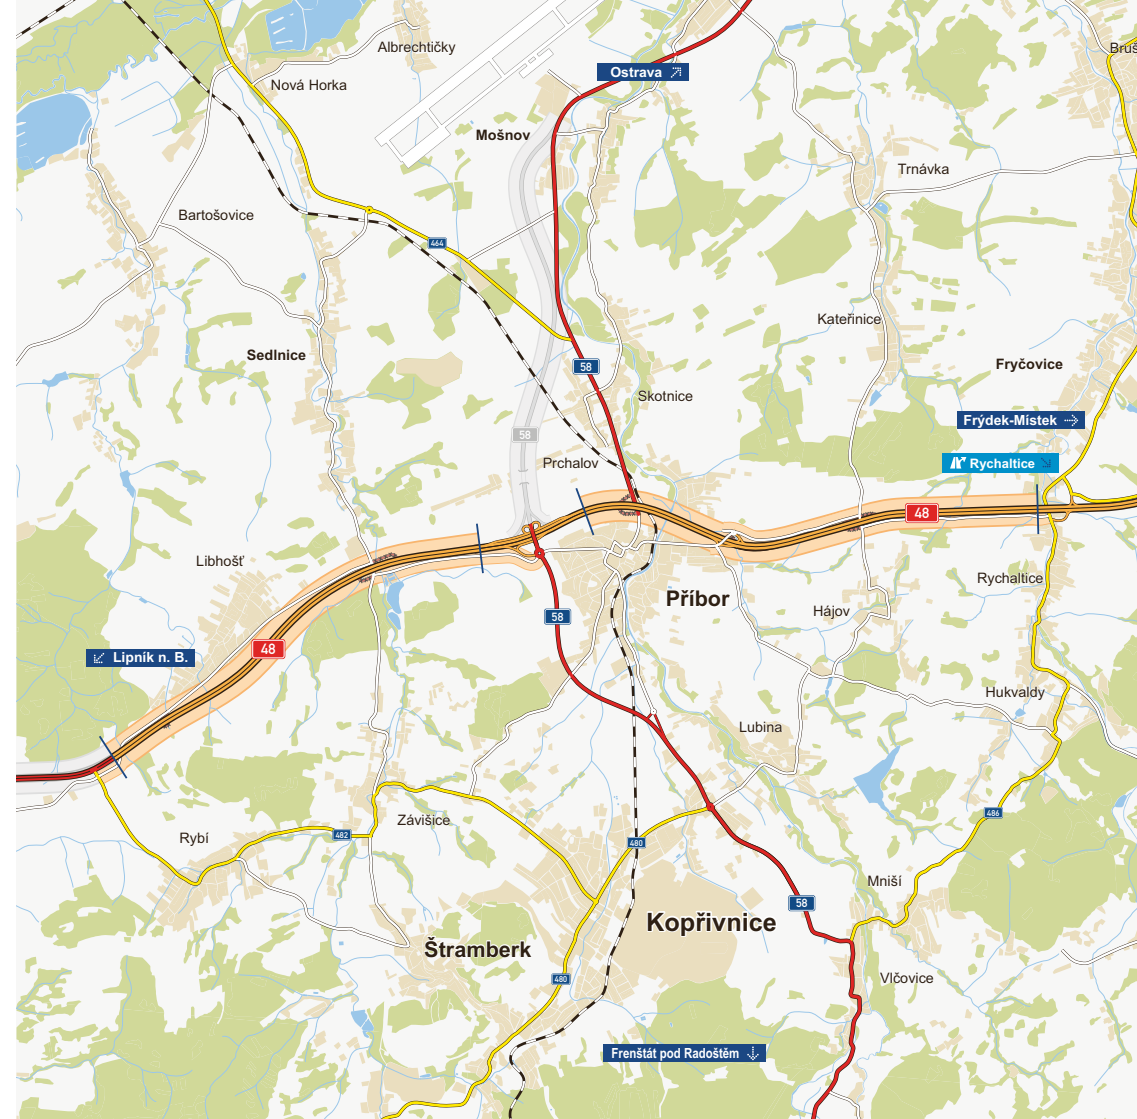 Albrechtičky
Bruš
Ostrava
Nová Horka
Mošnov
Trnávka
Bartošovice
464
Kateřinice
Sedlnice
58
Fryčovice
Skotnice
Frýdek-Místek
58
Prchalov
Rychaltice
48
Libhošť
Rychaltice
Příbor
58
Hájov
48
Lipník n. B.
Hukvaldy
Lubina
486
Závišice
Rybí
482
480
Mniší
58
Kopřivnice
Štramberk
480
Vlčovice
Frenštát pod Radoštěm